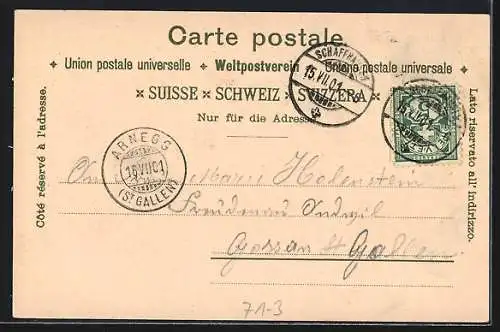 Carte postale.
Union postale universelle ✦ Weltpostverein ✦ Unione postale universale
× SUISSE × SCHWEIZ × SVIZZERA ×
Nur für die Adresse
Côté réservé à l'adresse.
Lato riservato all' indirizzo.
SCHAFFHAUSEN
15.VII.01
ARNEGG
16 VII 01
(ST GALLEN)
Marie Holenstein
Freudenau
Gossau St Gallen
71-3